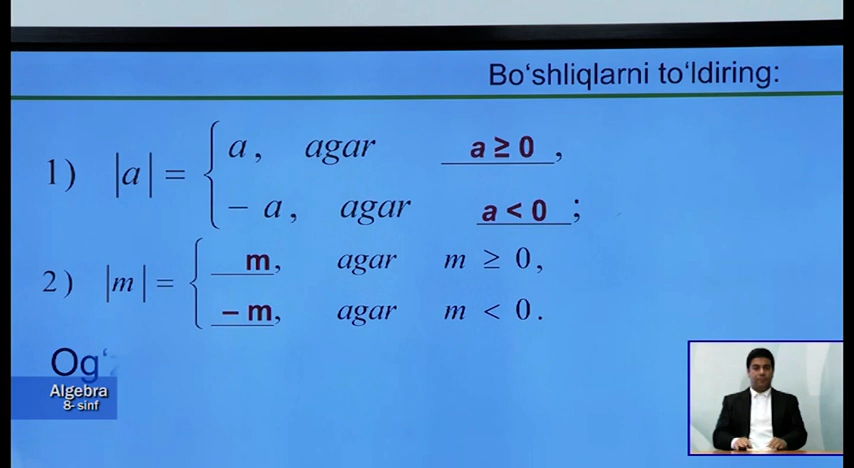 Bo‘shliqlarni to‘ldiring:
1) |a| = { a, agar a ≥ 0,
– a, agar a < 0;
2) |m| = { m, agar m ≥ 0,
– m, agar m < 0.
Og‘
Algebra
8- sinf